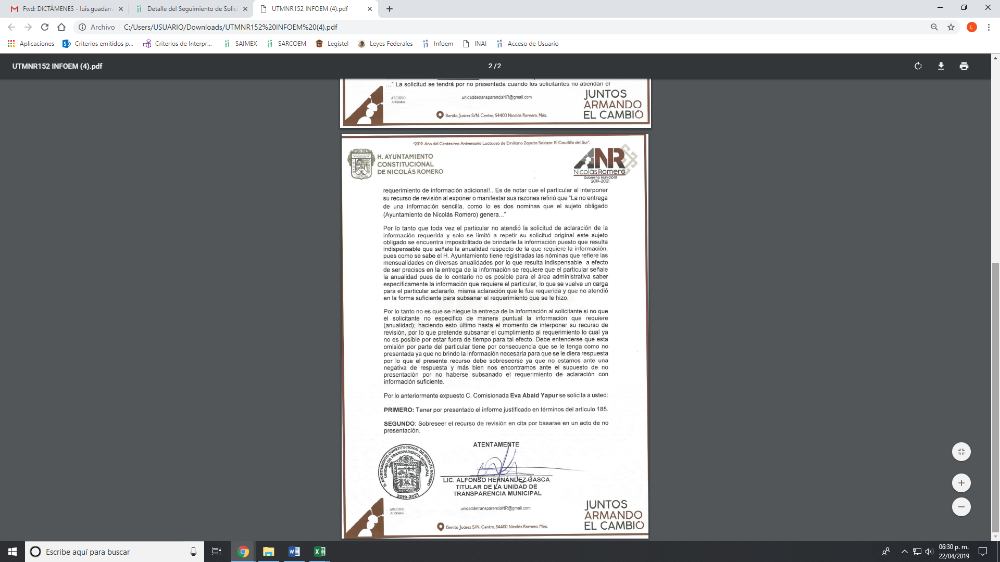 Fwd: DICTÁMENES - luis.guadarr
Detalle del Seguimiento de Solici
UTMNR152 INFOEM (4).pdf
Archivo
C:/Users/USUARIO/Downloads/UTMNR152%20INFOEM%20(4).pdf
L
Aplicaciones
Criterios emitidos p...
Criterios de Interpr...
SAIMEX
SARCOEM
Legistel
Leyes Federales
Infoem
INAI
Acceso de Usuario
UTMNR152 INFOEM (4).pdf
2 / 2
..." La solicitud se tendrá por no presentada cuando los solicitantes no atiendan el
ARCHIVO.
unidaddetransparenciaNR@gmail.com
Benito Juárez S/N, Centro, 54400 Nicolás Romero, Méx.
JUNTOS
ARMANDO
EL CAMBIO
"2019. Año del Centésimo Aniversario Luctuoso de Emiliano Zapata Salazar. El Caudillo del Sur".
H. AYUNTAMIENTO
CONSTITUCIONAL
DE NICOLÁS ROMERO
ANR
Nicolás Romero
Gobierno Municipal
2019-2021
requerimiento de información adicional!.. Es de notar que el particular al interponer
su recurso de revisión al exponer o manifestar sus razones refirió que "La no entrega
de una información sencilla, como lo es dos nominas que el sujeto obligado
(Ayuntamiento de Nicolás Romero) genera..."
Por lo tanto que toda vez el particular no atendió la solicitud de aclaración de la
información requerida y solo se limitó a repetir su solicitud original este sujeto
obligado se encuentra imposibilitado de brindarle la información puesto que resulta
indispensable que señale la anualidad respecto de la que requiere la información,
pues como se sabe el H. Ayuntamiento tiene registradas las nóminas que refiere las
mensualidades en diversas anualidades por lo que resulta indispensable a efecto
de ser precisos en la entrega de la información se requiere que el particular señale
la anualidad pues de lo contario no es posible para el área administrativa saber
específicamente la información que requiere el particular, lo que se vuelve un carga
para el particular aclararlo, misma aclaración que le fue requerida y que no atendió
en la forma suficiente para subsanar el requerimiento que se le hizo.
Por lo tanto no es que se niegue la entrega de la información al solicitante si no que
el solicitante no especifico de manera puntual la información que requiere
(anualidad); haciendo esto último hasta el momento de interponer su recurso de
revisión, por lo que pretende subsanar el cumplimiento al requerimiento lo cual ya
no es posible por estar fuera de tiempo para tal efecto. Debe entenderse que esta
omisión por parte del particular tiene por consecuencia que se le tenga como no
presentada ya que no brindo la información necesaria para que se le diera respuesta
por lo que el presente recurso debe sobreseerse ya que no estamos ante una
negativa de respuesta y más bien nos encontramos ante el supuesto de no
presentación por no haberse subsanado el requerimiento de aclaración con
información suficiente.
Por lo anteriormente expuesto C. Comisionada Eva Abaid Yapur se solicita a usted:
PRIMERO: Tener por presentado el informe justificado en términos del artículo 185.
SEGUNDO: Sobreseer el recurso de revisión en cita por basarse en un acto de no
presentación.
ATENTAMENTE
H. AYUNTAMIENTO CONSTITUCIONAL DE NICOLÁS ROMERO
UNIDAD DE TRANSPARENCIA MUNICIPAL
2019-2021
LIC. ALFONSO HERNÁNDEZ GASCA
TITULAR DE LA UNIDAD DE
TRANSPARENCIA MUNICIPAL
ARCHIVO.
unidaddetransparenciaNR@gmail.com
Benito Juárez S/N, Centro, 54400 Nicolás Romero, Méx.
JUNTOS
ARMANDO
EL CAMBIO
Escribe aquí para buscar
06:30 p. m.
22/04/2019